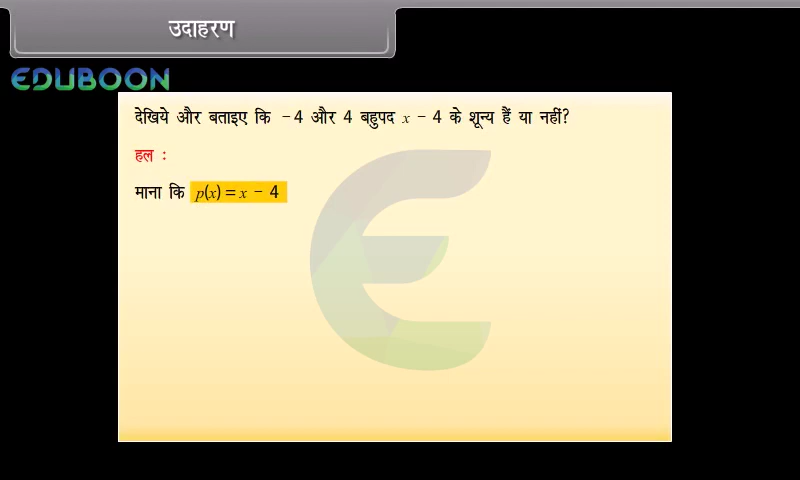 उदाहरण
EDUBOON
देखिये और बताइए कि -4 और 4 बहुपद x - 4 के शून्य हैं या नहीं?
हल :
माना कि p(x) = x - 4